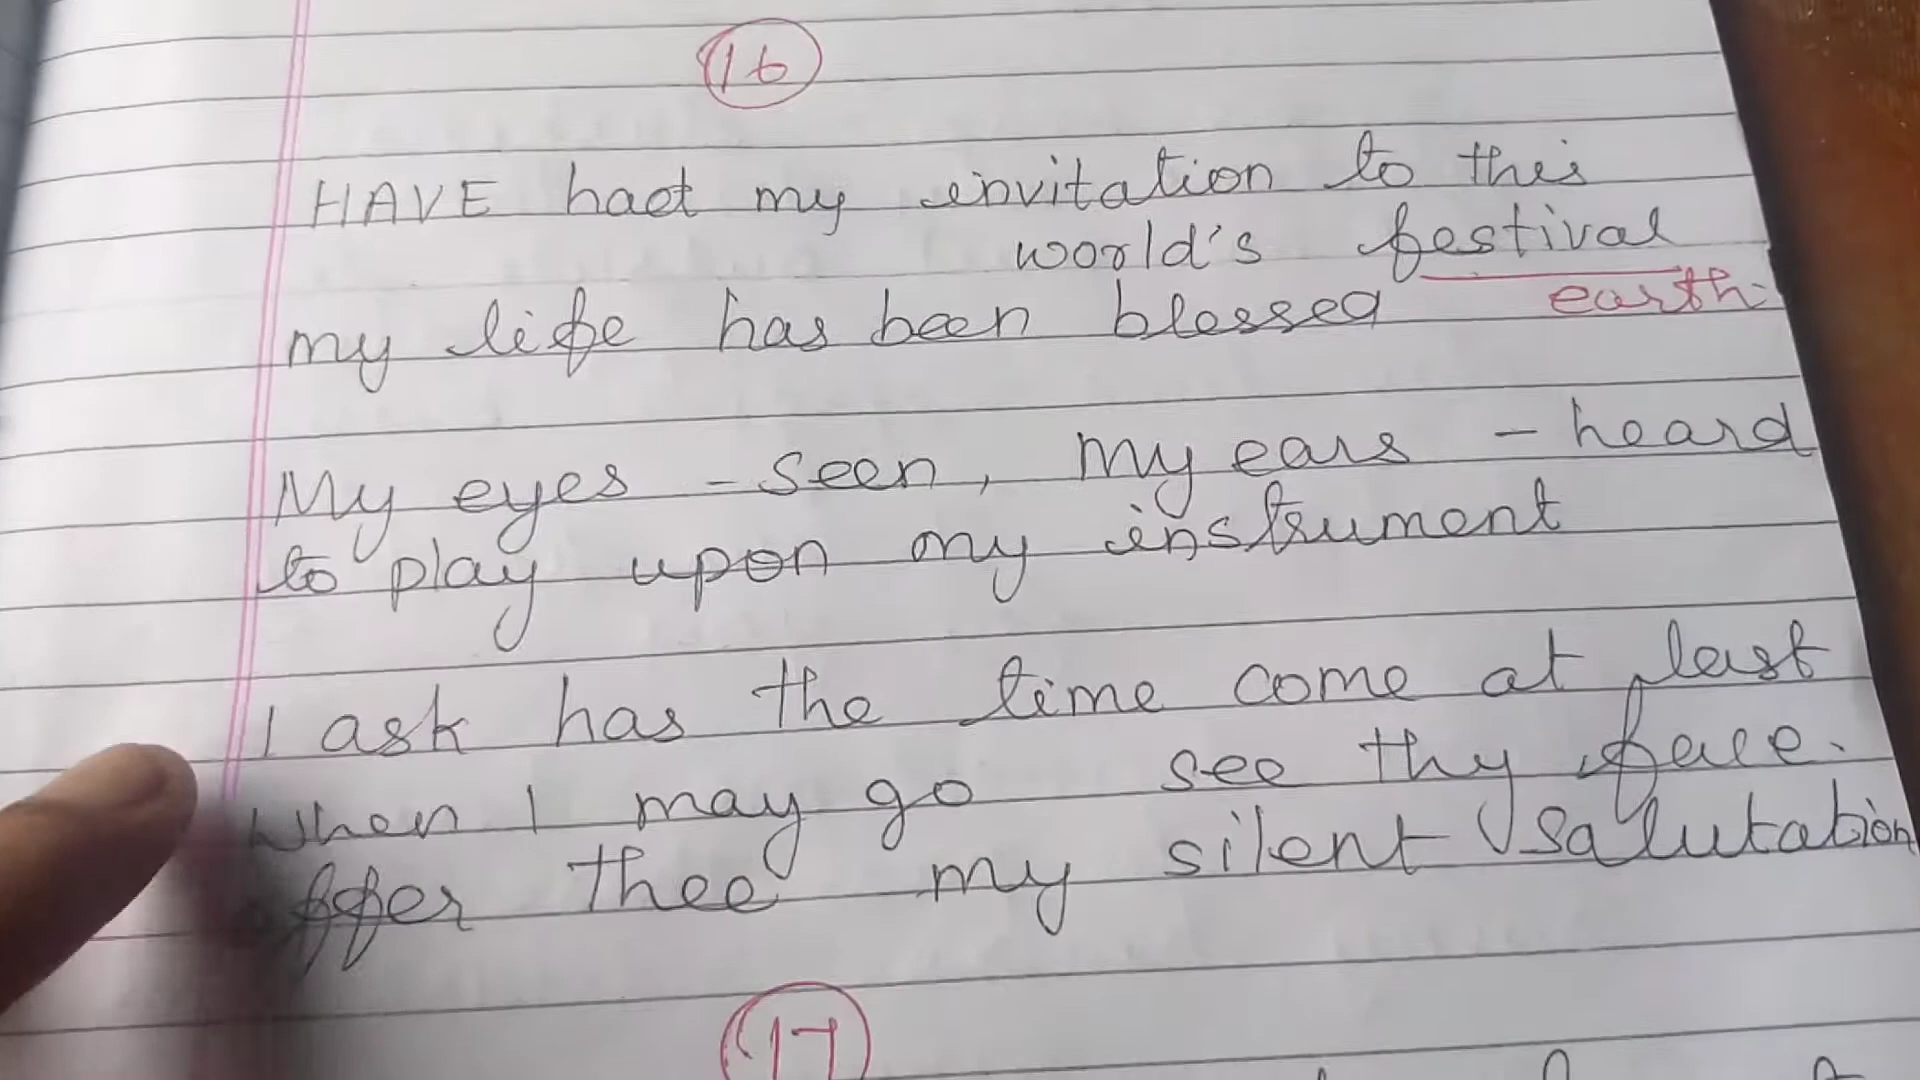 16
HAVE had my invitation to this
world's festival
earth.
my life has been blessed
My eyes - seen, My ears - heard
to play upon my instrument
I ask has the time come at last
When I may go see thy face.
offer thee my silent salutation
17